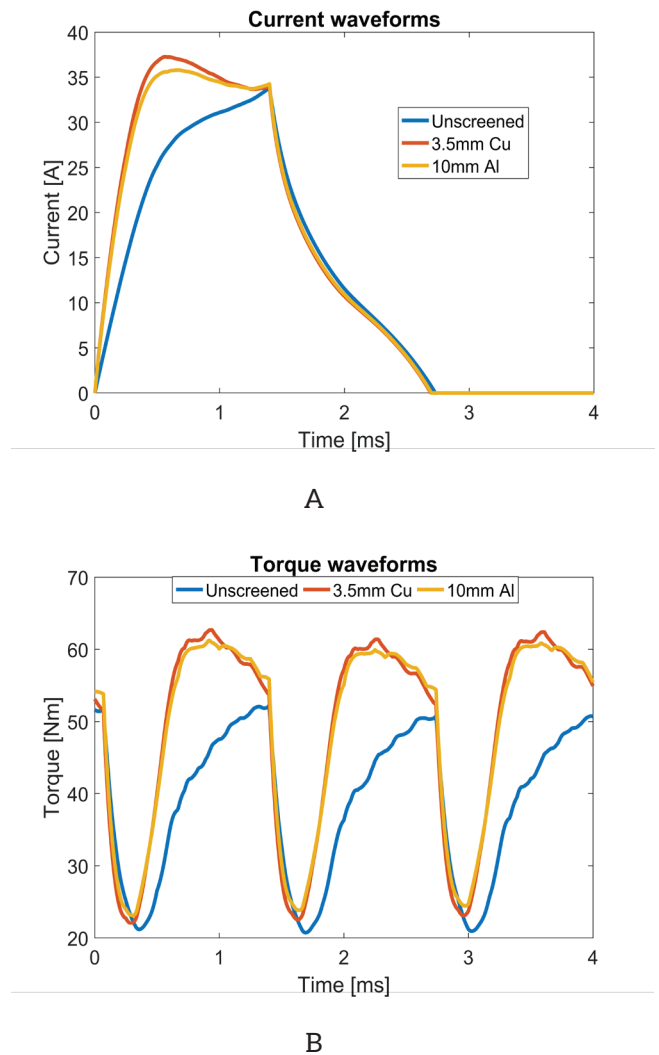 Current waveforms
40
35
30
25
20
15
10
5
0
Current [A]
Unscreened
3.5mm Cu
10mm Al
0 1 2 3 4
Time [ms]
A
Torque waveforms
Unscreened 3.5mm Cu 10mm Al
70
60
50
40
30
20
Torque [Nm]
0 1 2 3 4
Time [ms]
B